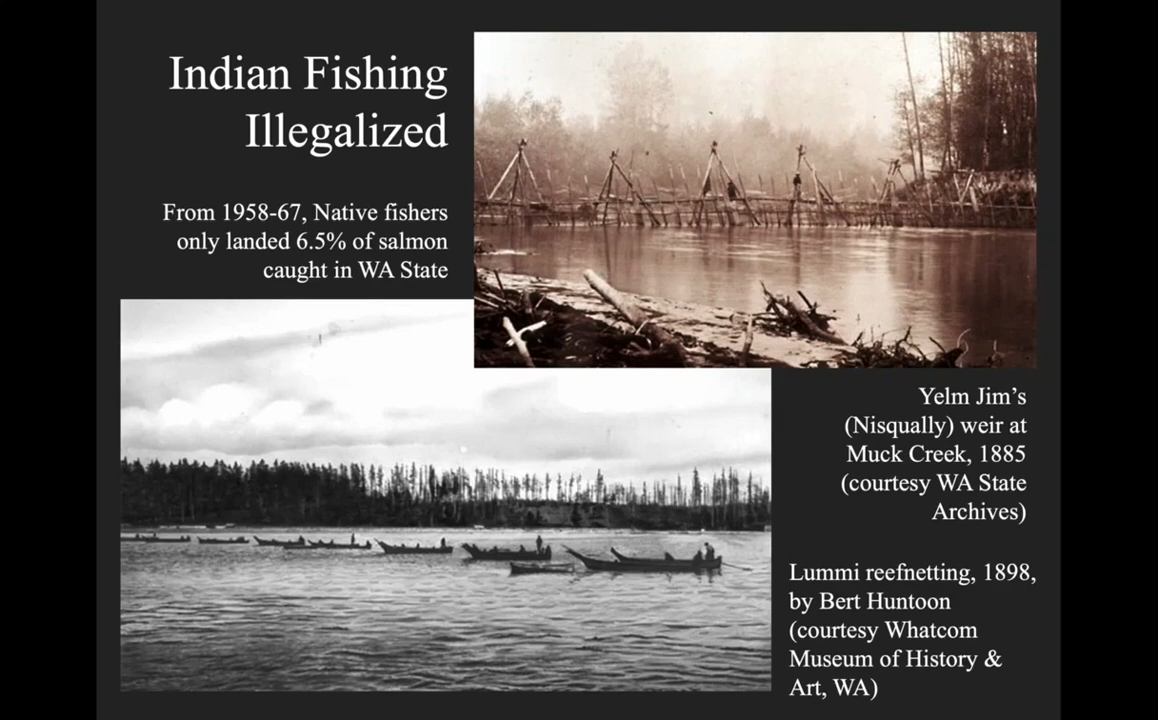 Indian Fishing
Illegalized
From 1958-67, Native fishers
only landed 6.5% of salmon
caught in WA State
Yelm Jim’s
(Nisqually) weir at
Muck Creek, 1885
(courtesy WA State
Archives)
Lummi reefnetting, 1898,
by Bert Huntoon
(courtesy Whatcom
Museum of History &
Art, WA)